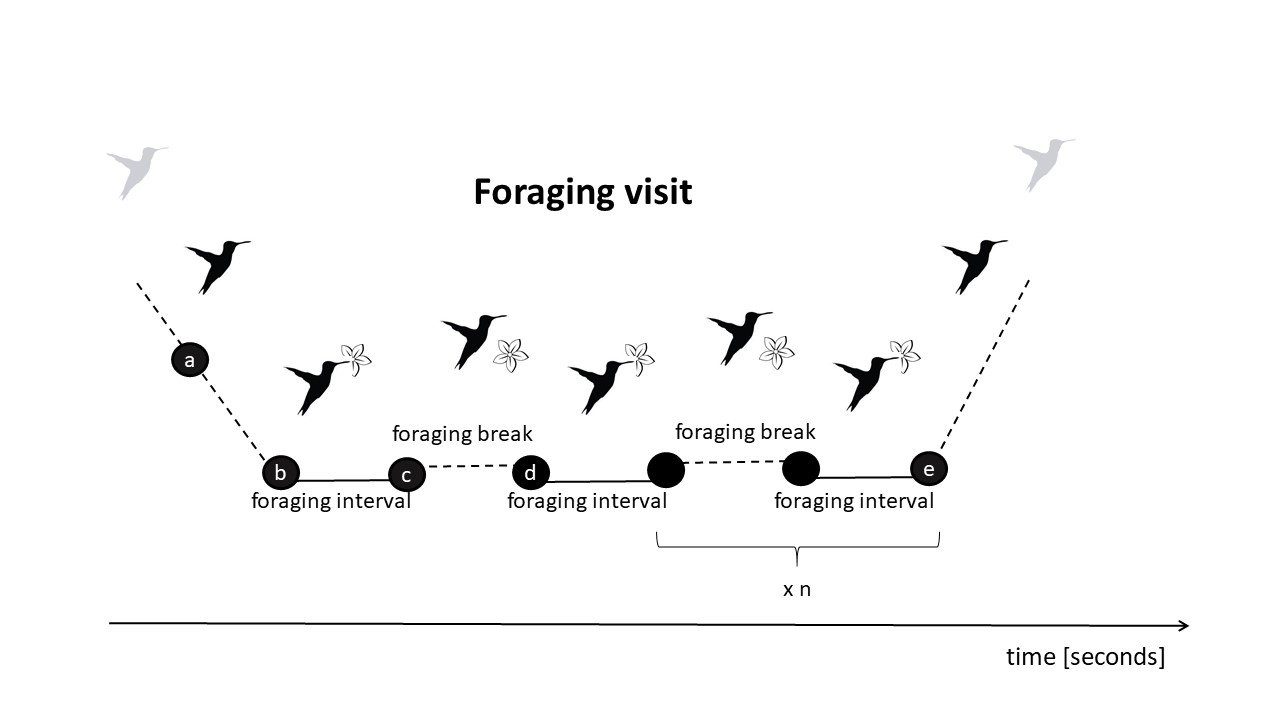 Foraging visit
a
foraging break
foraging break
b
c
d
e
foraging interval
foraging interval
foraging interval
x n
time [seconds]